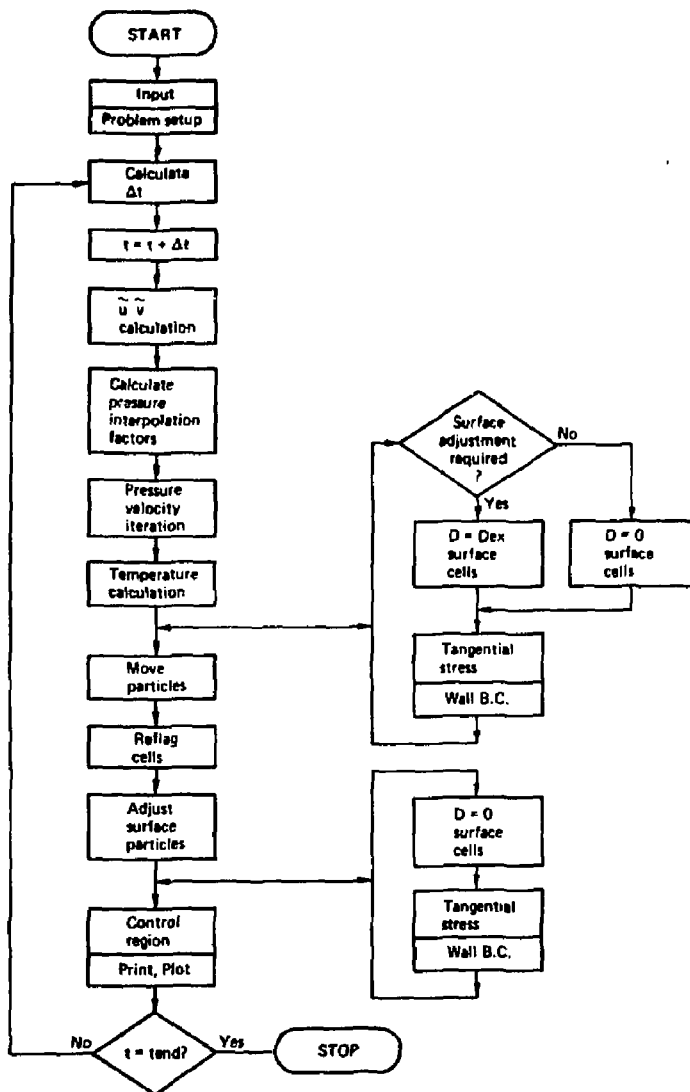 START
Input
Problem setup
Calculate
Δt
t = t + Δt
ũ ṽ
calculation
Calculate
pressure
interpolation
factors
Pressure
velocity
iteration
Temperature
calculation
Move
particles
Reflag
cells
Adjust
surface
particles
Control
region
Print, Plot
No
t = tend?
Yes
STOP
Surface
adjustment
required
?
No
Yes
D = Dex
surface
cells
D = 0
surface
cells
Tangential
stress
Wall B.C.
D = 0
surface
cells
Tangential
stress
Wall B.C.